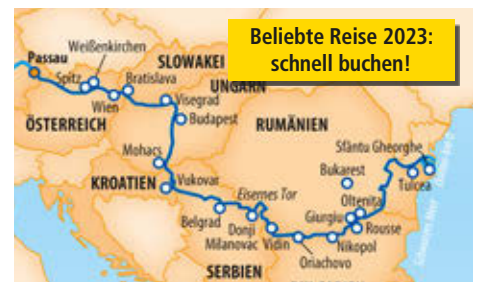 Beliebte Reise 2023:
schnell buchen!
Weißenkirchen
Passau
SLOWAKEI
Spitz
Bratislava
UNGARN
Wien
Visegrad
Budapest
ÖSTERREICH
RUMÄNIEN
Mohacs
Sfântu Gheorghe
Bukarest
Tulcea
KROATIEN
Vukovar
Eisernes Tor
Oltenita
Belgrad
Giurgiu
Donji
Milanovac
Vidin
Rousse
Nikopol
Oriachovo
SERBIEN